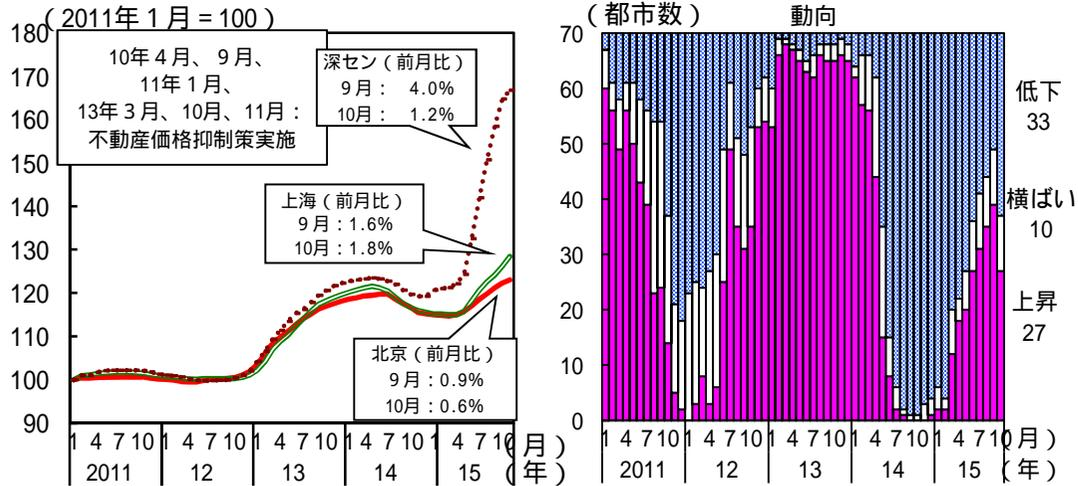 (2011年１月＝100)
180
170
160
150
140
130
120
110
100
90
10年４月、９月、
11年１月、
13年３月、10月、11月：
不動産価格抑制策実施
深セン（前月比）
９月： 4.0%
10月： 1.2%
上海（前月比）
９月：1.6%
10月：1.8%
北京（前月比）
９月：0.9%
10月：0.6%
1 4 7 10 1 4 7 10 1 4 7 10 1 4 7 10 1 4 7 10 (月)
2011 12 13 14 15 (年)
（都市数） 動向
70
60
50
40
30
20
10
0
低下
33
横ばい
10
上昇
27
1 4 7 10 1 4 7 10 1 4 7 10 1 4 7 10 1 4 7 10 (月)
2011 12 13 14 15 (年)